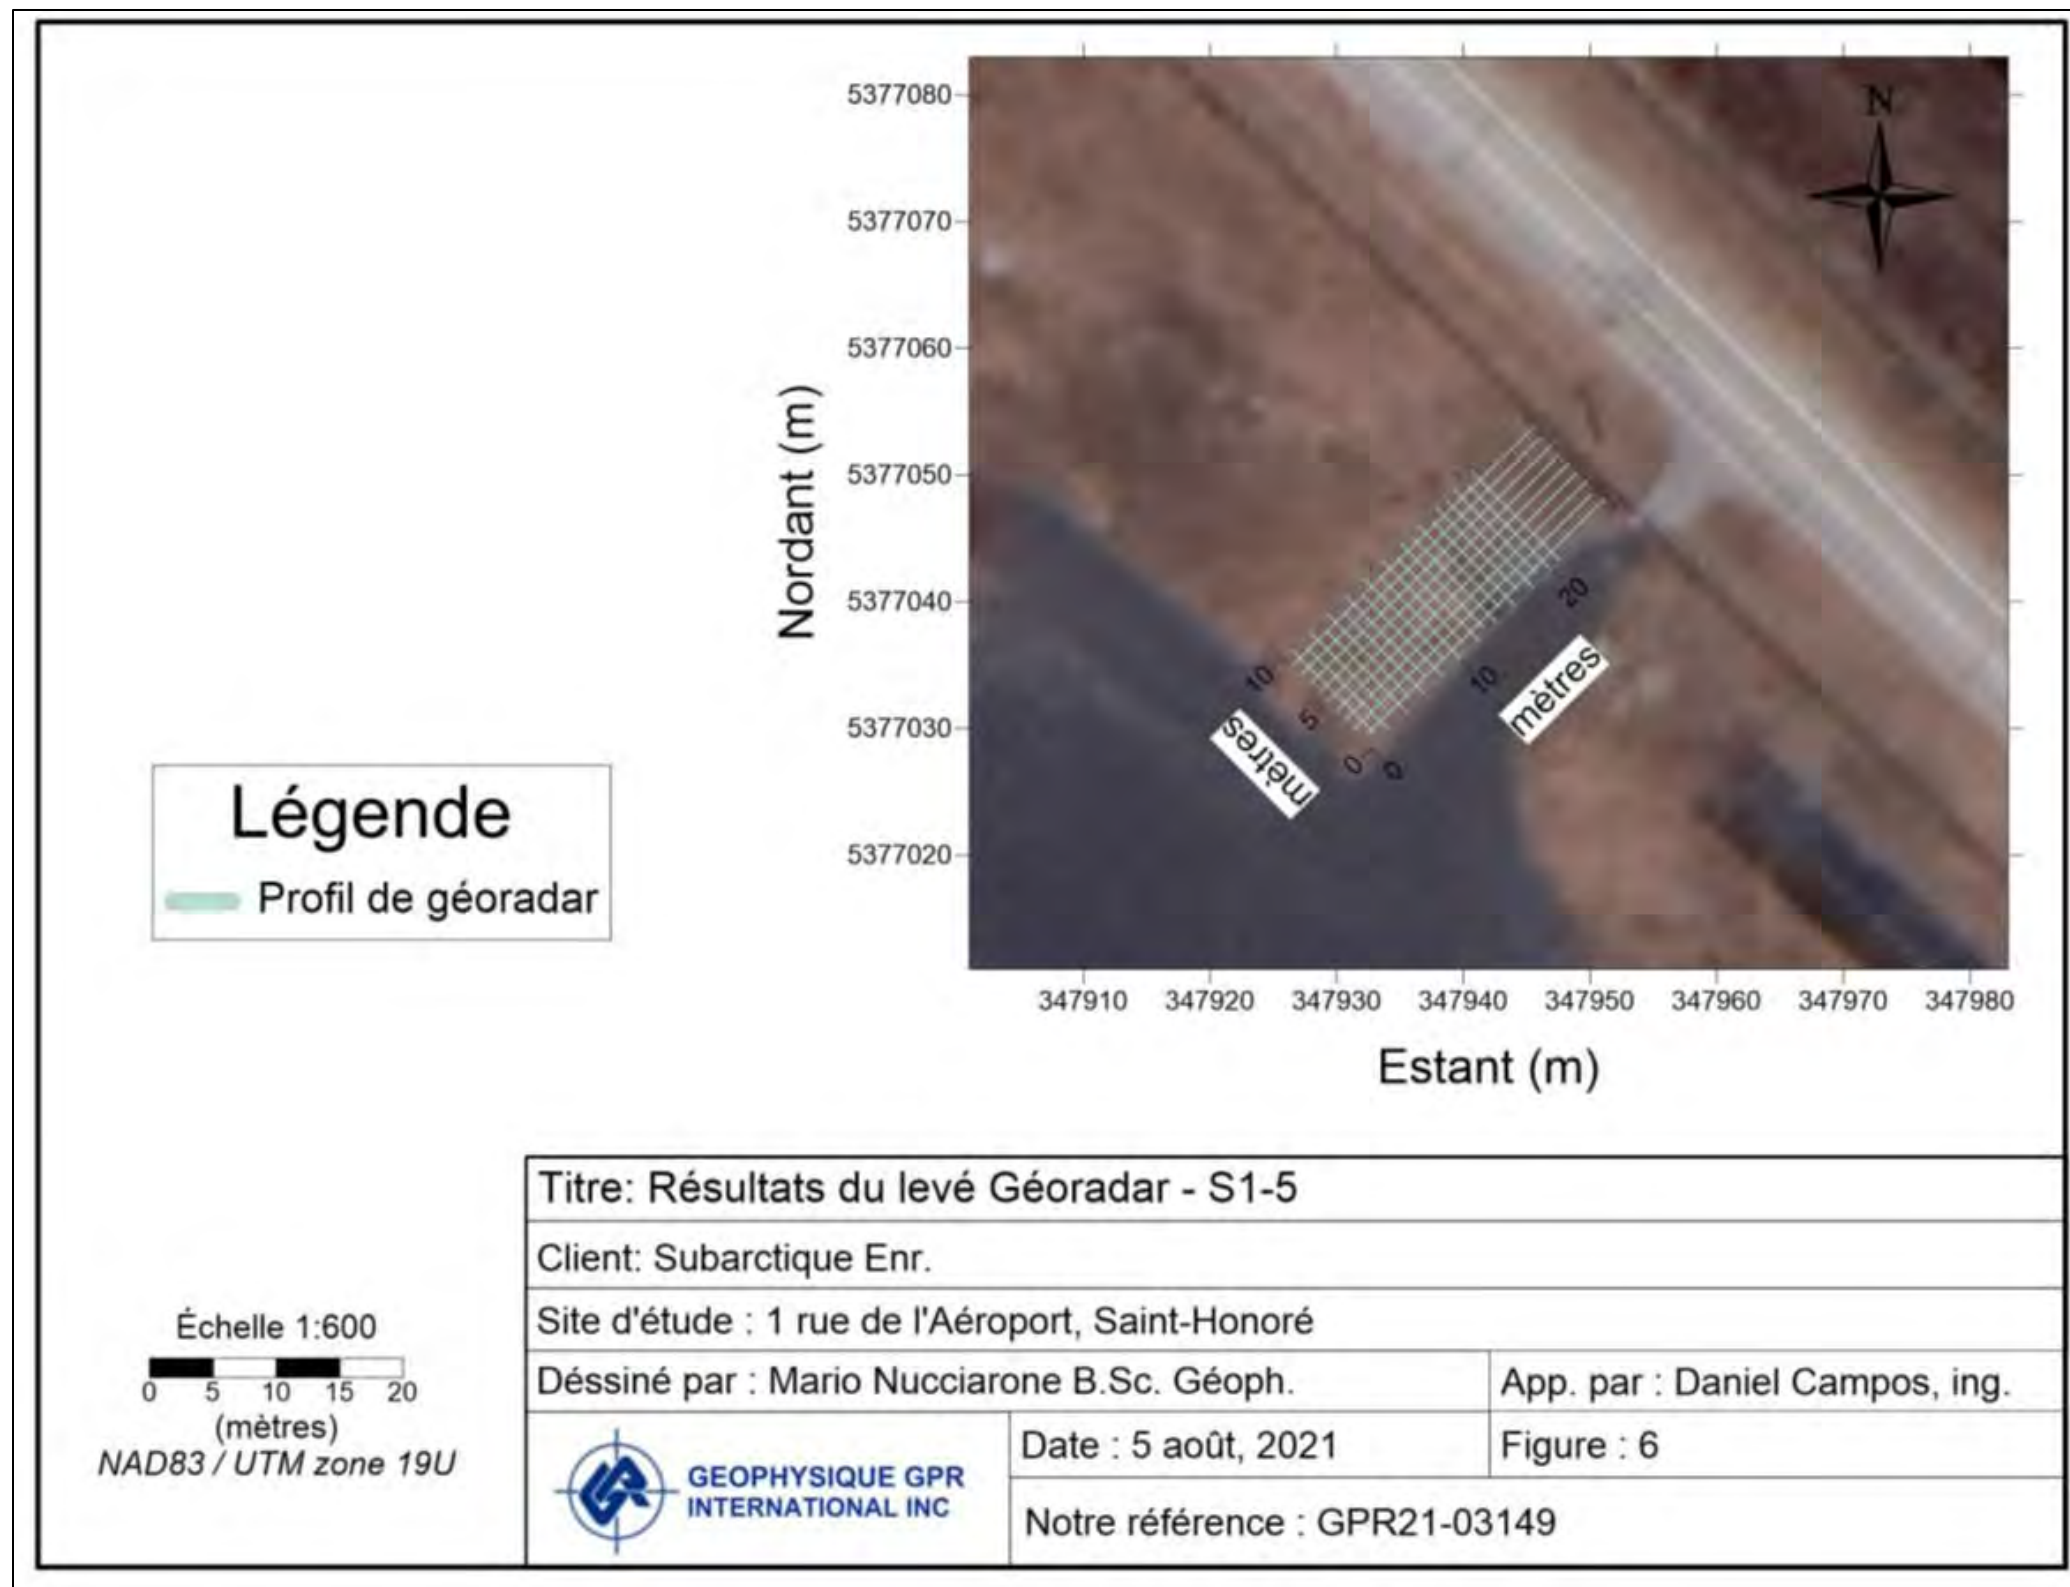 5377080
5377070
5377060
5377050
5377040
5377030
5377020
Nordant (m)
N
10
5
0
0
10
20
mètres
mètres
347910 347920 347930 347940 347950 347960 347970 347980
Estant (m)
Légende
Profil de géoradar
Échelle 1:600
0 5 10 15 20
(mètres)
NAD83 / UTM zone 19U
Titre: Résultats du levé Géoradar - S1-5
Client: Subarctique Enr.
Site d'étude : 1 rue de l'Aéroport, Saint-Honoré
Déssiné par : Mario Nucciarone B.Sc. Géoph.
App. par : Daniel Campos, ing.
GEOPHYSIQUE GPR
INTERNATIONAL INC
Date : 5 août, 2021
Figure : 6
Notre référence : GPR21-03149